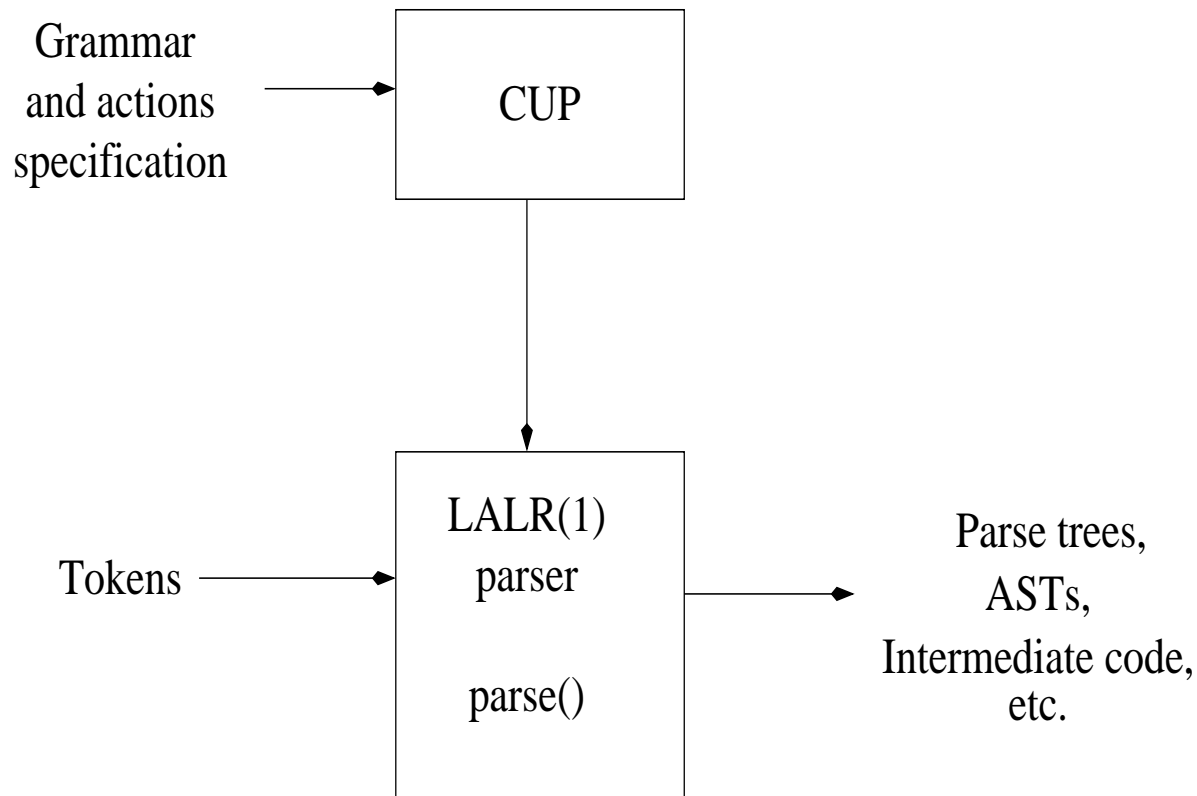 Grammar
and actions
specification
CUP
LALR(1)
parser
parse()
Tokens
Parse trees,
ASTs,
Intermediate code,
etc.